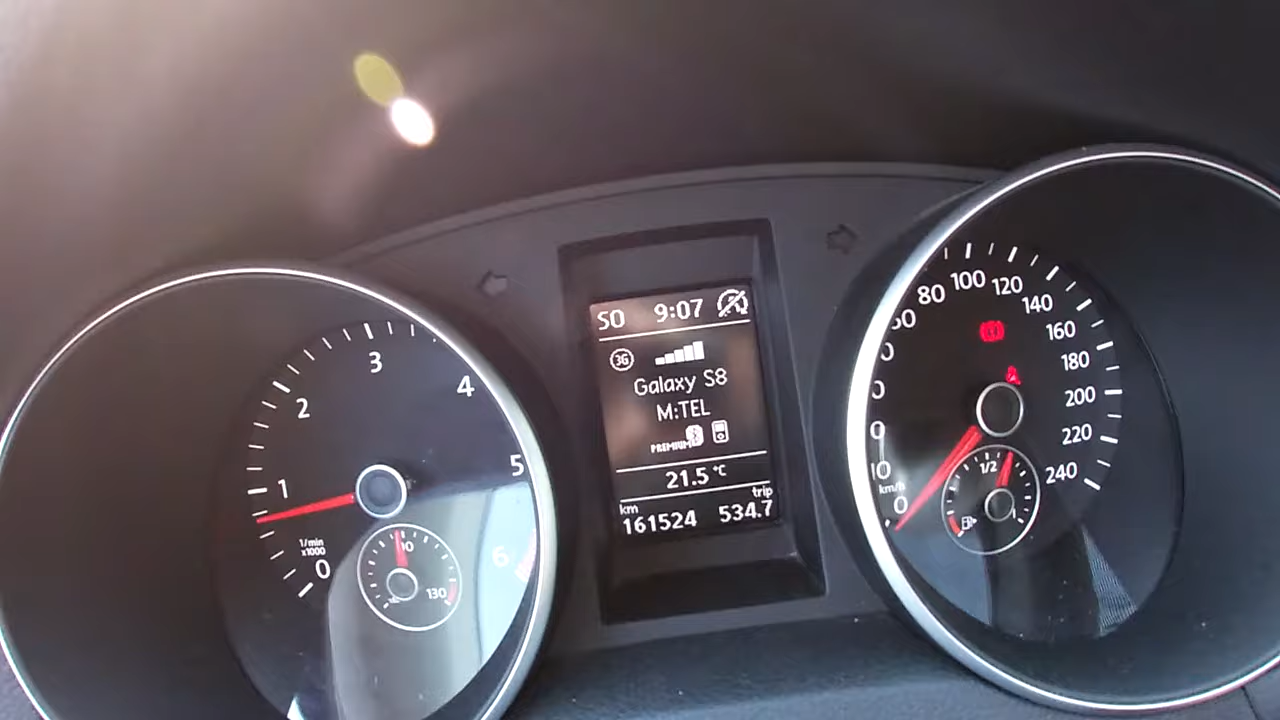 SO 9:07
3G
Galaxy S8
M:TEL
PREMIUM
21.5 °C
km trip
161524 534.7
0 1 2 3 4 5 6
1/min
x1000
130
80 100 120 140 160 180 200 220 240
km/h
0
1/2